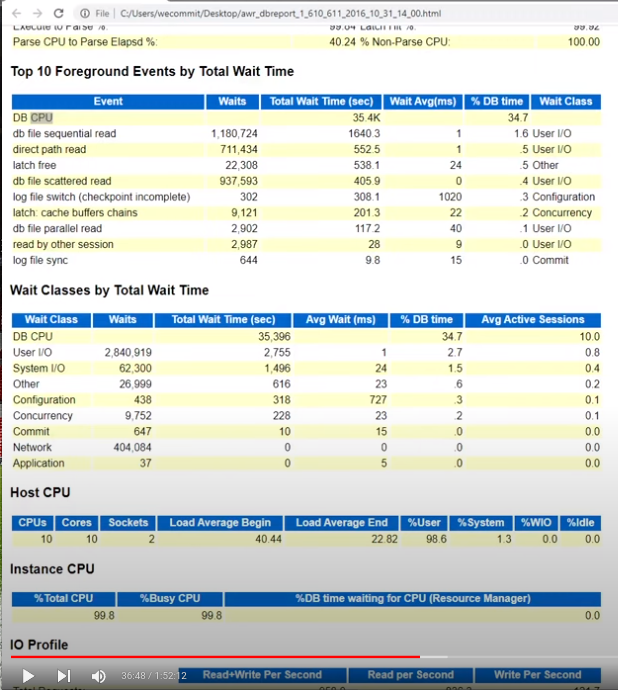 File | C:/Users/wecommit/Desktop/awr_dbreport_1_610_611_2016_10_31_14_00.html
Execute to Parse %: 99.04 Latch Hit %: 99.92
Parse CPU to Parse Elapsd %: 40.24 % Non-Parse CPU: 100.00
Top 10 Foreground Events by Total Wait Time
Event Waits Total Wait Time (sec) Wait Avg(ms) % DB time Wait Class
DB CPU 35.4K 34.7
db file sequential read 1,180,724 1640.3 1 1.6 User I/O
direct path read 711,434 552.5 1 .5 User I/O
latch free 22,308 538.1 24 .5 Other
db file scattered read 937,593 405.9 0 .4 User I/O
log file switch (checkpoint incomplete) 302 308.1 1020 .3 Configuration
latch: cache buffers chains 9,121 201.3 22 .2 Concurrency
db file parallel read 2,902 117.2 40 .1 User I/O
read by other session 2,987 28 9 .0 User I/O
log file sync 644 9.8 15 .0 Commit
Wait Classes by Total Wait Time
Wait Class Waits Total Wait Time (sec) Avg Wait (ms) % DB time Avg Active Sessions
DB CPU 35,396 34.7 10.0
User I/O 2,840,919 2,755 1 2.7 0.8
System I/O 62,300 1,496 24 1.5 0.4
Other 26,999 616 23 .6 0.2
Configuration 438 318 727 .3 0.1
Concurrency 9,752 228 23 .2 0.1
Commit 647 10 15 .0 0.0
Network 404,084 0 0 .0 0.0
Application 37 0 5 .0 0.0
Host CPU
CPUs Cores Sockets Load Average Begin Load Average End %User %System %WIO %Idle
10 10 2 40.44 22.82 98.6 1.3 0.0 0.0
Instance CPU
%Total CPU %Busy CPU %DB time waiting for CPU (Resource Manager)
99.8 99.8 0.0
IO Profile
36:48 / 1:52:12 Read+Write Per Second Read per Second Write Per Second